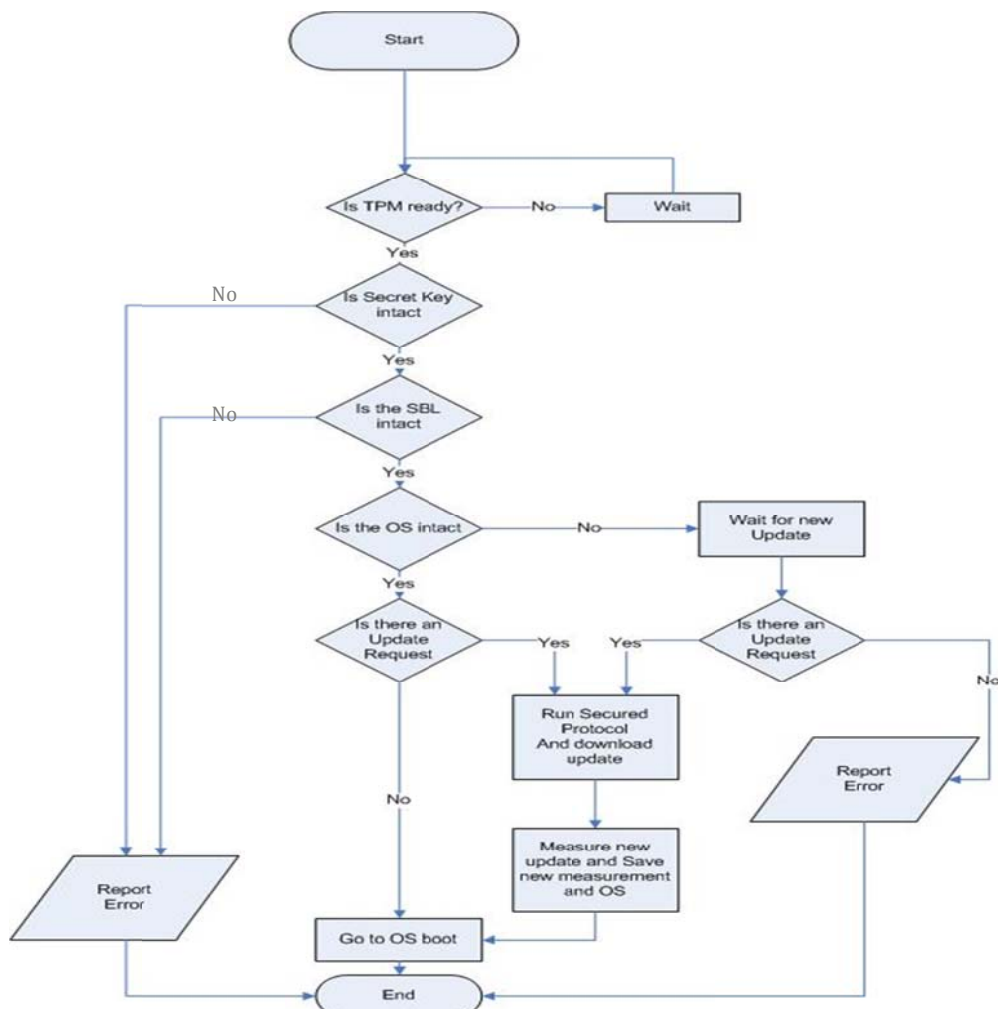 Start
Is TPM ready?
No
Wait
Yes
Is Secret Key
intact
No
Yes
Is the SBL
intact
No
Yes
Is the OS intact
No
Wait for new
Update
Yes
Is there an
Update
Request
Yes
Yes
Is there an
Update
Request
No
Run Secured
Protocol
And download
update
Report
Error
No
Measure new
update and Save
new measurement
and OS
Report
Error
Go to OS boot
End